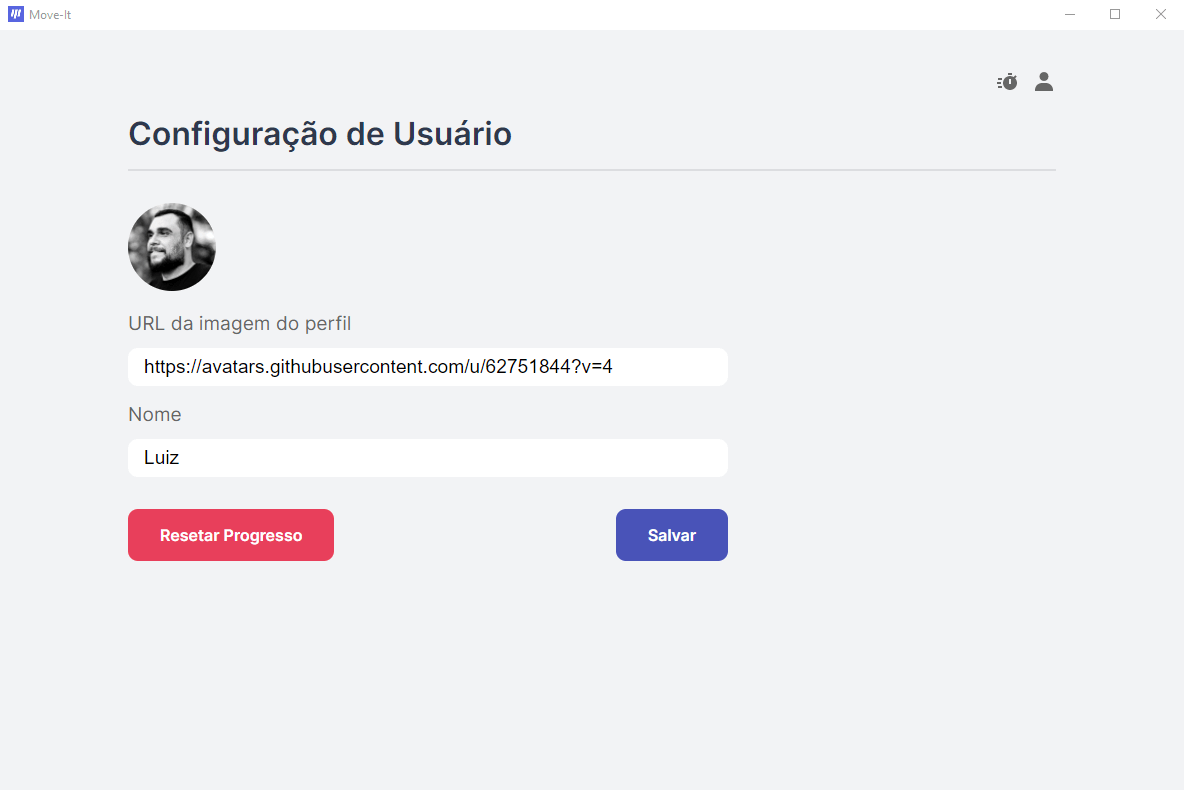 Move-It
Configuração de Usuário
URL da imagem do perfil
https://avatars.githubusercontent.com/u/62751844?v=4
Nome
Luiz
Resetar Progresso
Salvar